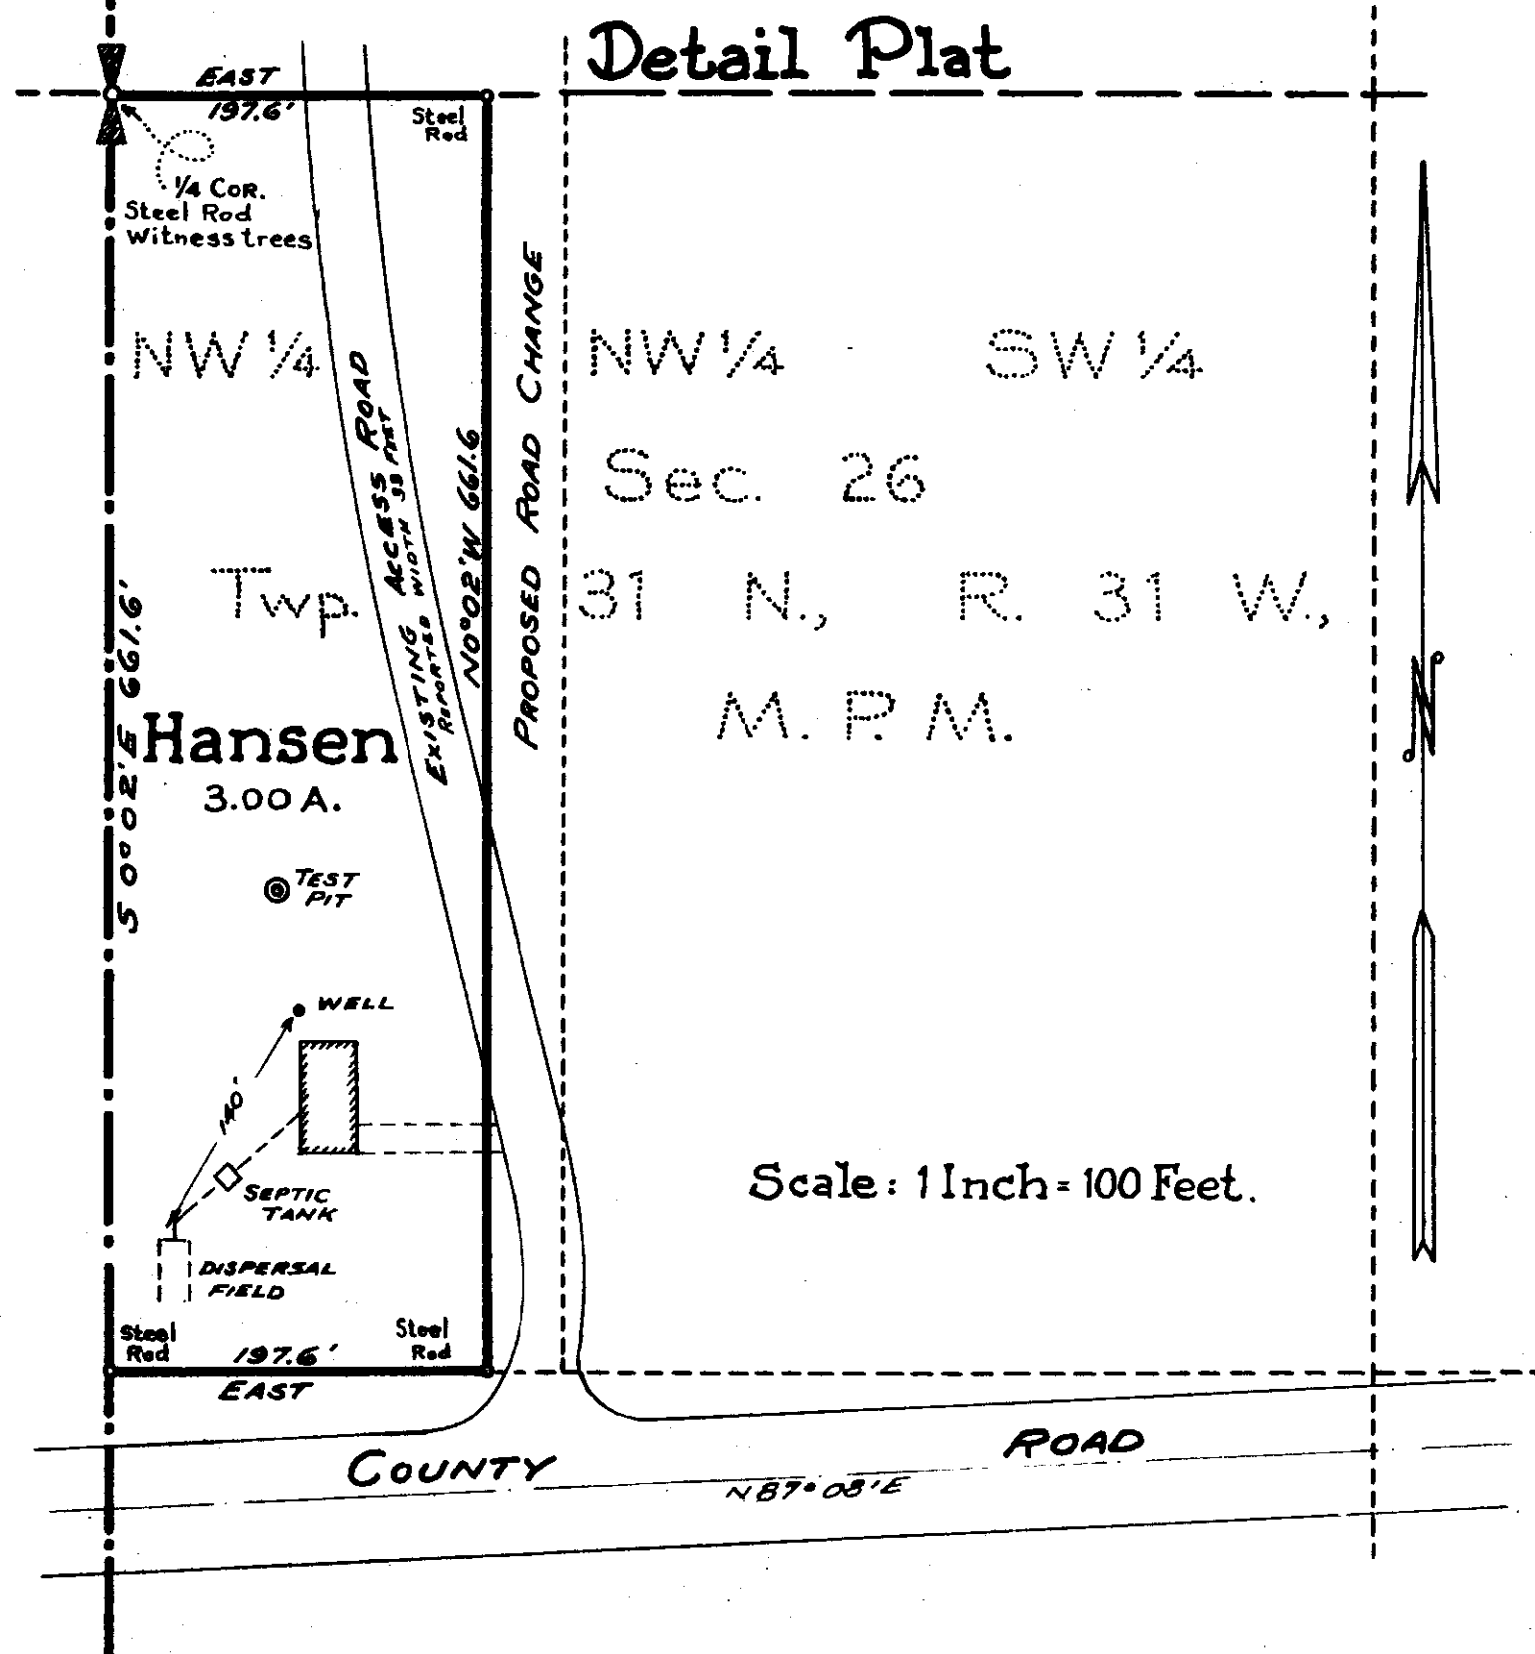 Detail Plat
EAST
197.6'
Steel
Rod
1/4 COR.
Steel Rod
Witness trees
NW 1/4 NW 1/4 SW 1/4
Sec. 26
Twp. 31 N., R. 31 W.,
M. P. M.
EXISTING ACCESS ROAD
REPORTED WIDTH 33 FEET
N0°02'W 661.6
PROPOSED ROAD CHANGE
S 0°02'E 661.6'
Hansen
3.00 A.
TEST
PIT
WELL
140'
SEPTIC
TANK
DISPERSAL
FIELD
Steel
Rod
Steel
Rod
197.6'
EAST
Scale: 1 Inch = 100 Feet.
N
COUNTY ROAD
N 87° 08' E